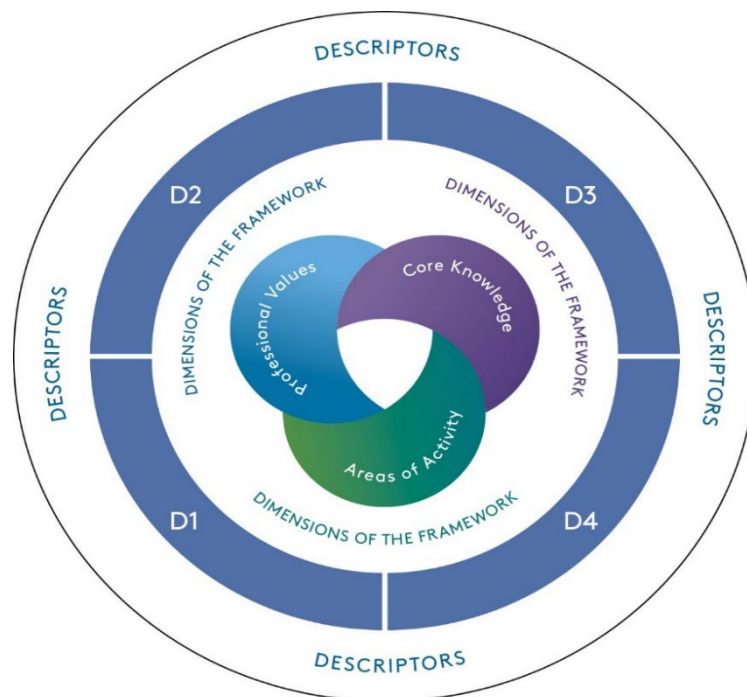 DESCRIPTORS
D2
D3
DIMENSIONS OF THE FRAMEWORK
DIMENSIONS OF THE FRAMEWORK
Professional Values
Core Knowledge
DESCRIPTORS
DESCRIPTORS
Areas of Activity
DIMENSIONS OF THE FRAMEWORK
D1
D4
DESCRIPTORS